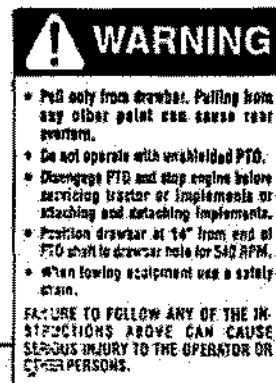 WARNING
• Pull only from drawbar. Pulling from
any other point can cause rear
overturn.
• Do not operate with unshielded PTO.
• Disengage PTO and stop engine before
servicing tractor or implements or
attaching and detaching implements.
• Position drawbar at 14" from end of
PTO shaft to drawbar hole for 540 RPM.
• When towing equipment use a safety
chain.
FAILURE TO FOLLOW ANY OF THE IN-
STRUCTIONS ABOVE CAN CAUSE
SERIOUS INJURY TO THE OPERATOR OR
OTHER PERSONS.